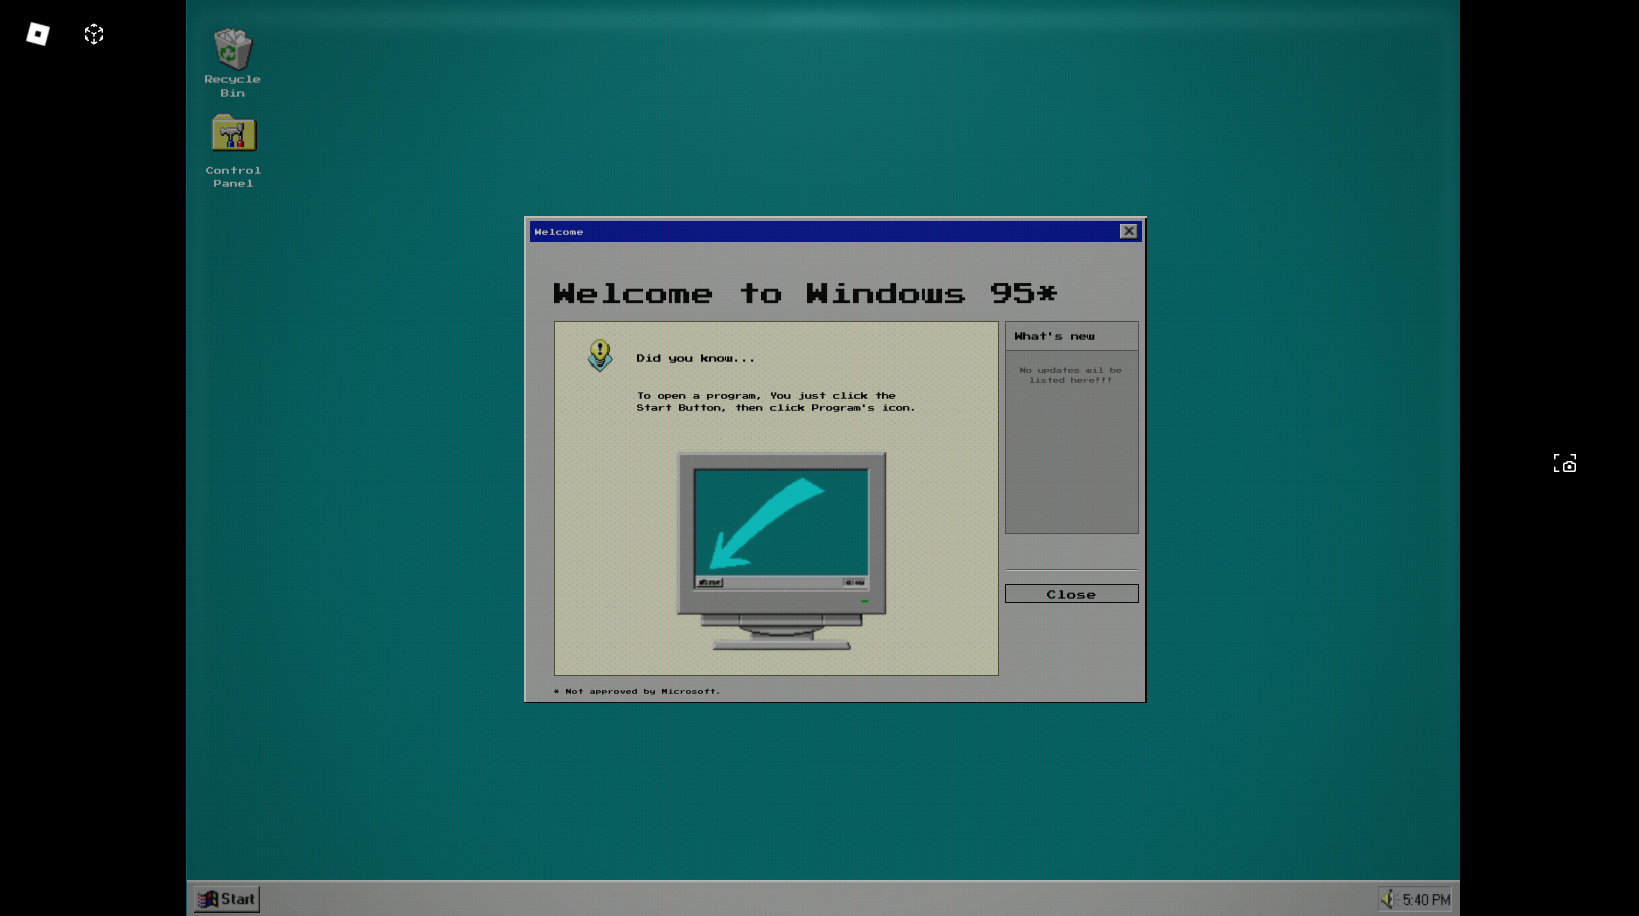 Recycle
Bin
Control
Panel
Welcome
Welcome to Windows 95*
Did you know...
To open a program, You just click the
Start Button, then click Program's icon.
What's new
No updates wil be
listed here!!!
Close
* Not approved by Microsoft.
Start
5:40 PM